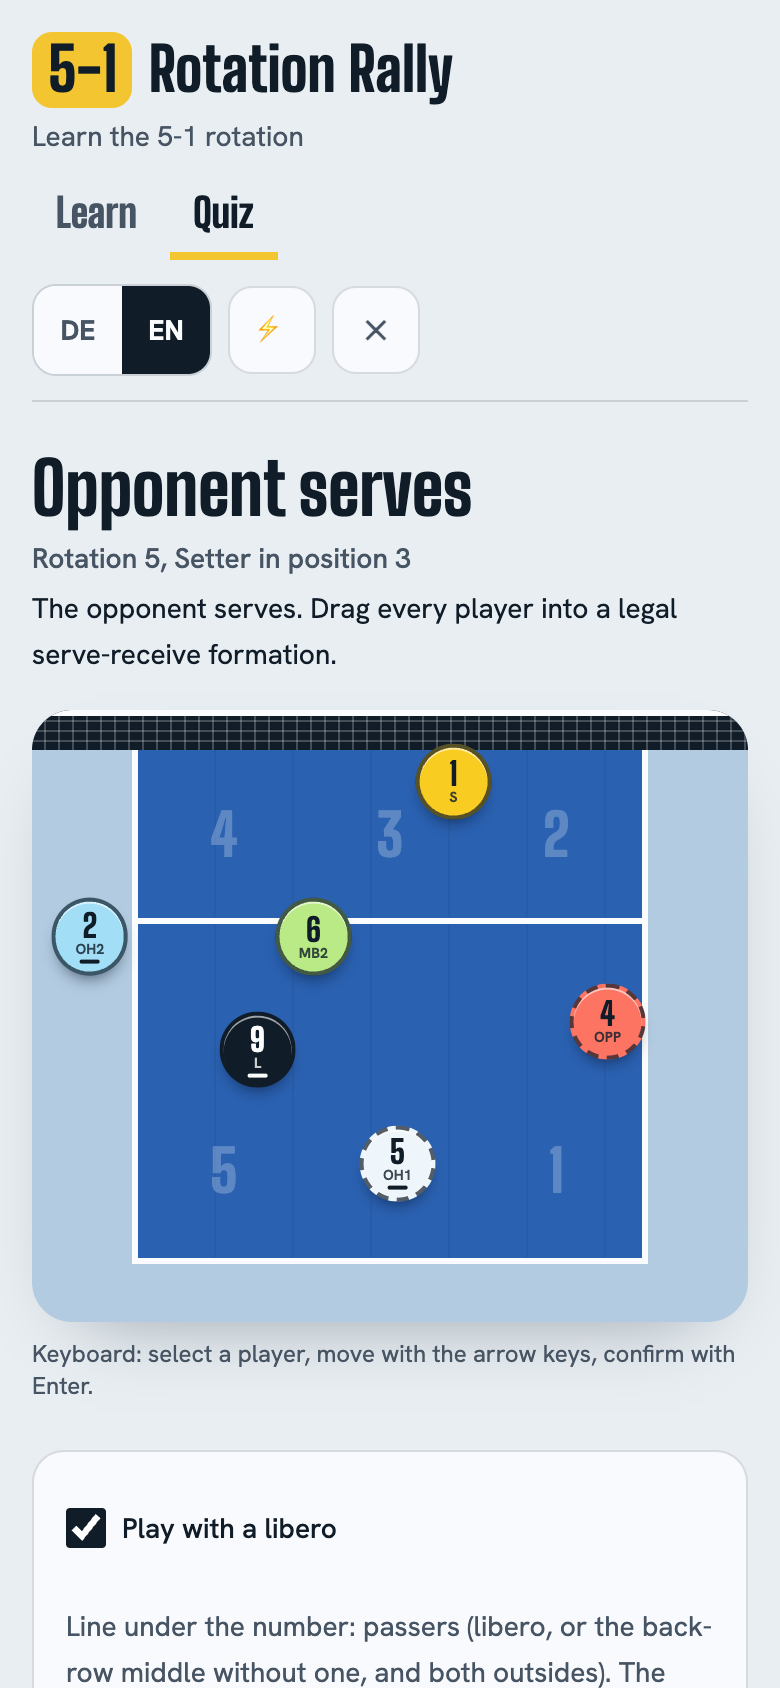 5-1 Rotation Rally
Learn the 5-1 rotation
Learn Quiz
DE EN
Opponent serves
Rotation 5, Setter in position 3
The opponent serves. Drag every player into a legal
serve-receive formation.
1
S
4 3 2
2
OH2
6
MB2
4
OPP
9
L
5
OH1
5 1
Keyboard: select a player, move with the arrow keys, confirm with
Enter.
Play with a libero
Line under the number: passers (libero, or the back-
row middle without one, and both outsides). The